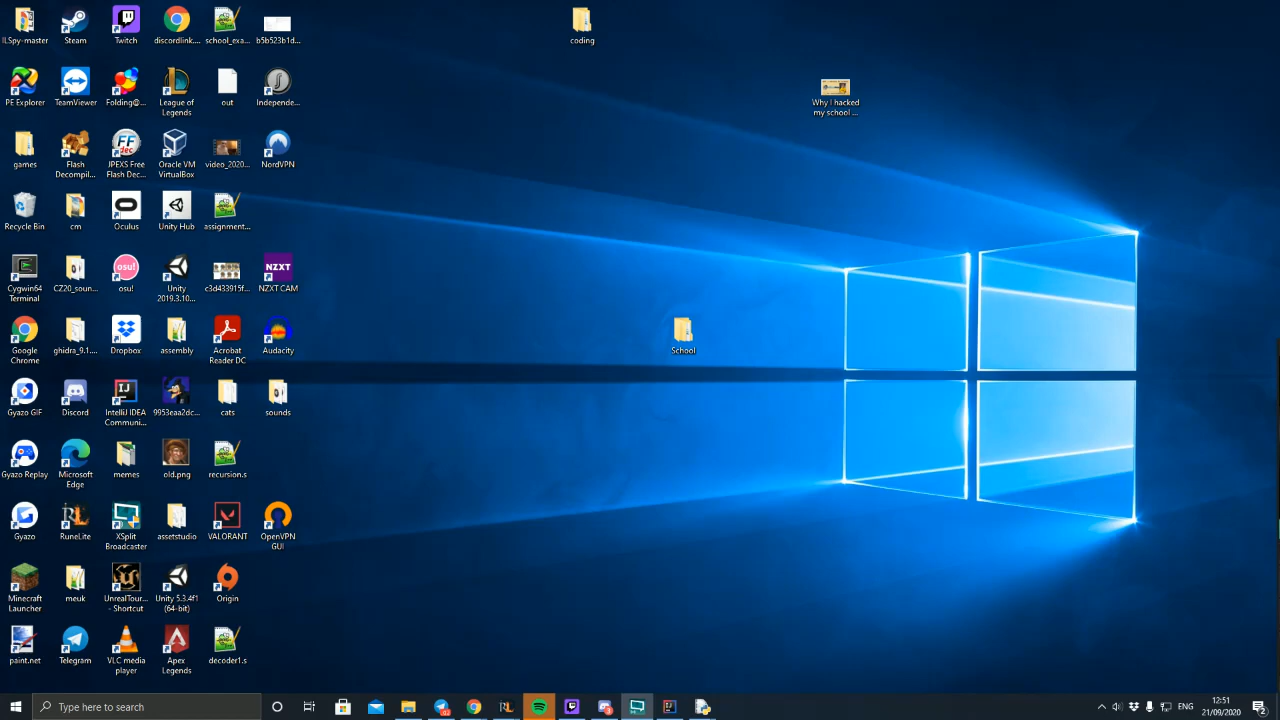 ILSpy-master
Steam
Twitch
discordlink....
school_exa...
b5b523b1d...
coding
PE Explorer
TeamViewer
Folding@...
League of
Legends
out
Independe...
Why I hacked
my school ...
games
Flash
Decompil...
JPEXS Free
Flash Dec...
Oracle VM
VirtualBox
video_2020...
NordVPN
Recycle Bin
cm
Oculus
Unity Hub
assignment...
Cygwin64
Terminal
CZ20_soun...
osu!
osu!
Unity
2019.3.10...
c3d433915f...
NZXT
NZXT CAM
Google
Chrome
ghidra_9.1....
Dropbox
assembly
Acrobat
Reader DC
Audacity
School
Gyazo GIF
Discord
IntelliJ IDEA
Communi...
9953eaa2dc...
cats
sounds
Gyazo Replay
Microsoft
Edge
memes
old.png
recursion.s
Gyazo
RuneLite
XSplit
Broadcaster
assetstudio
VALORANT
OpenVPN
GUI
Minecraft
Launcher
meuk
UnrealTour...
- Shortcut
Unity 5.3.4f1
(64-bit)
Origin
paint.net
Telegram
VLC media
player
Apex
Legends
decoder1.s
Type here to search
ENG
12:51
21/09/2020
2